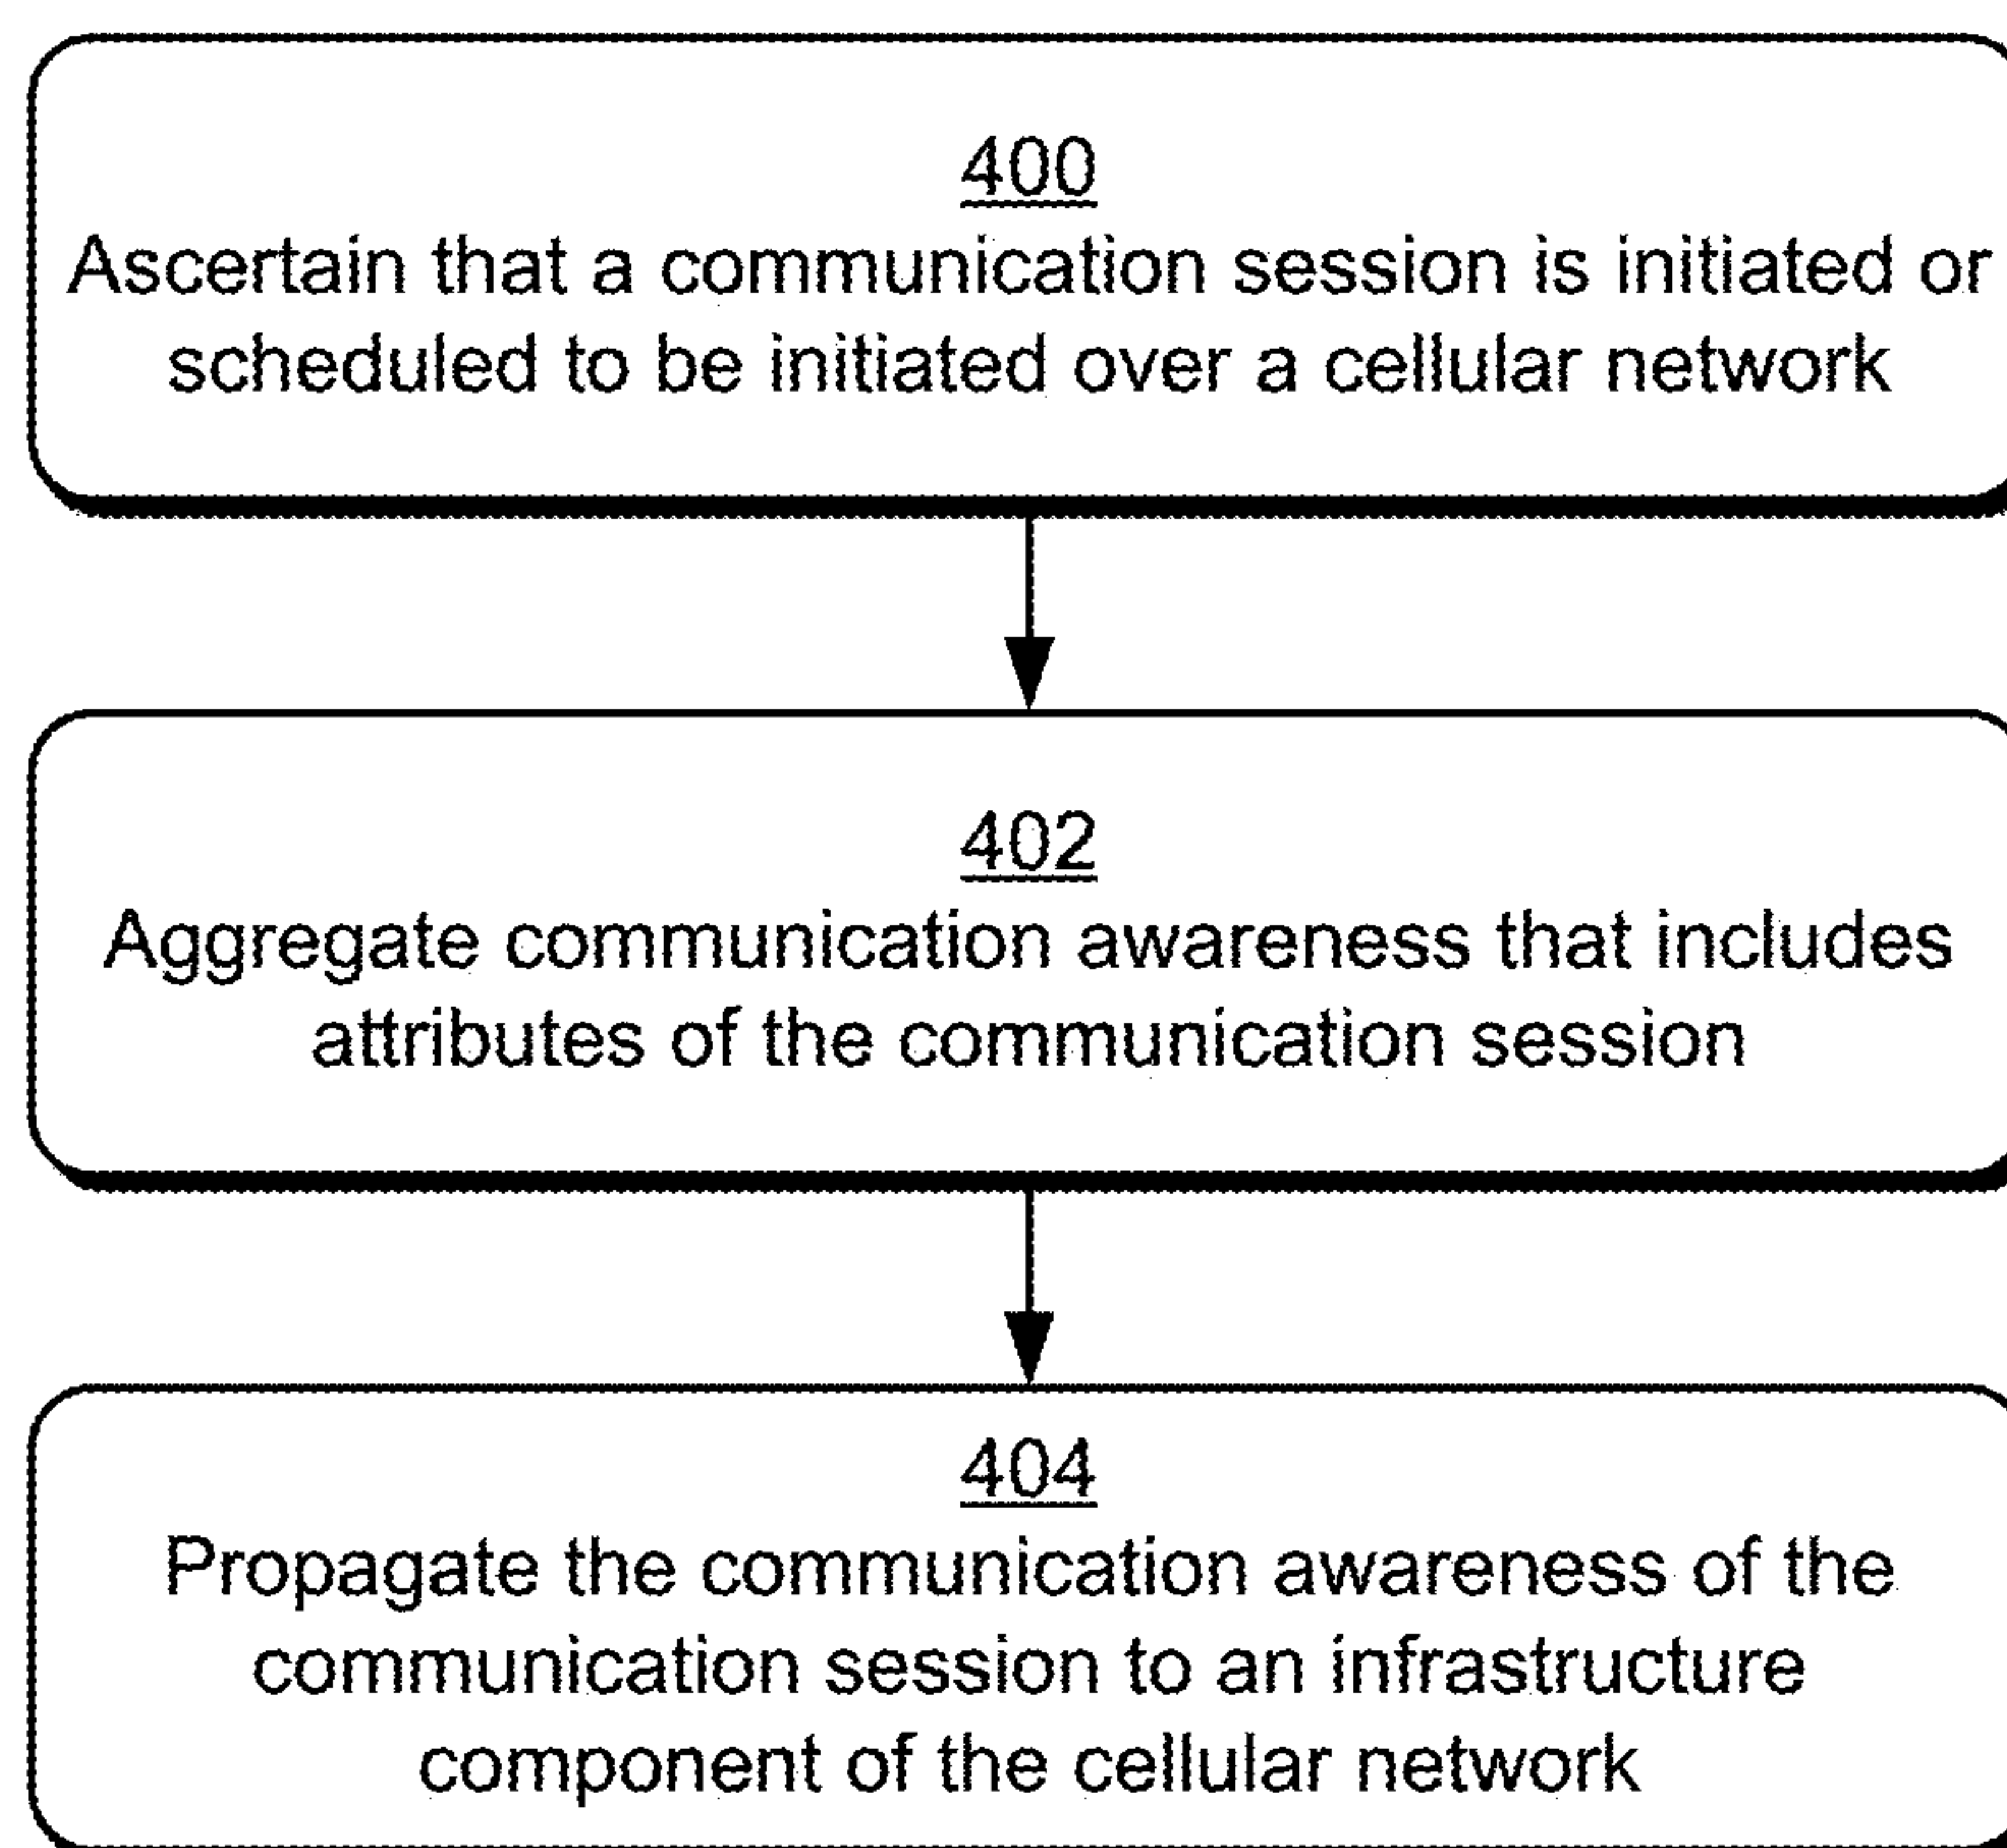 400
Ascertain that a communication session is initiated or
scheduled to be initiated over a cellular network
402
Aggregate communication awareness that includes
attributes of the communication session
404
Propagate the communication awareness of the
communication session to an infrastructure
component of the cellular network